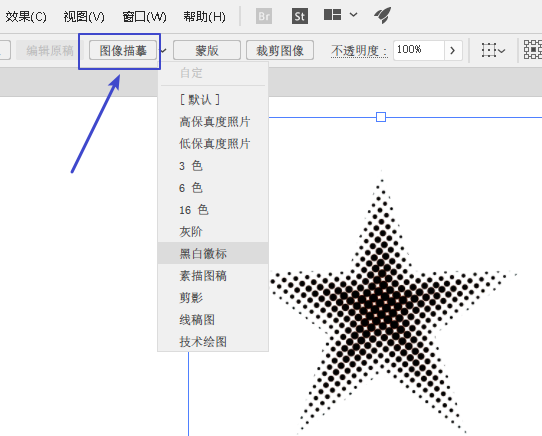 效果(C) 视图(V) 窗口(W) 帮助(H) Br St
编辑原稿 图像描摹 蒙版 裁剪图像 不透明度： 100%
自定
[ 默认 ]
高保真度照片
低保真度照片
3 色
6 色
16 色
灰阶
黑白徽标
素描图稿
剪影
线稿图
技术绘图